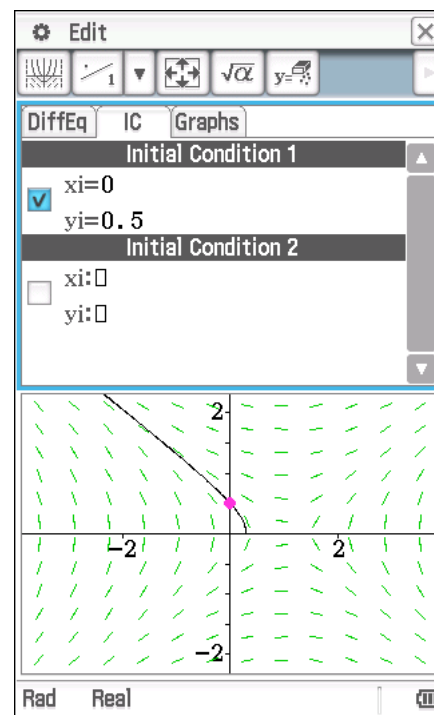 Edit
1 √α y=
DiffEq IC Graphs
Initial Condition 1
xi=0
yi=0.5
Initial Condition 2
xi:▯
yi:▯
2
-2 2
-2
Rad Real